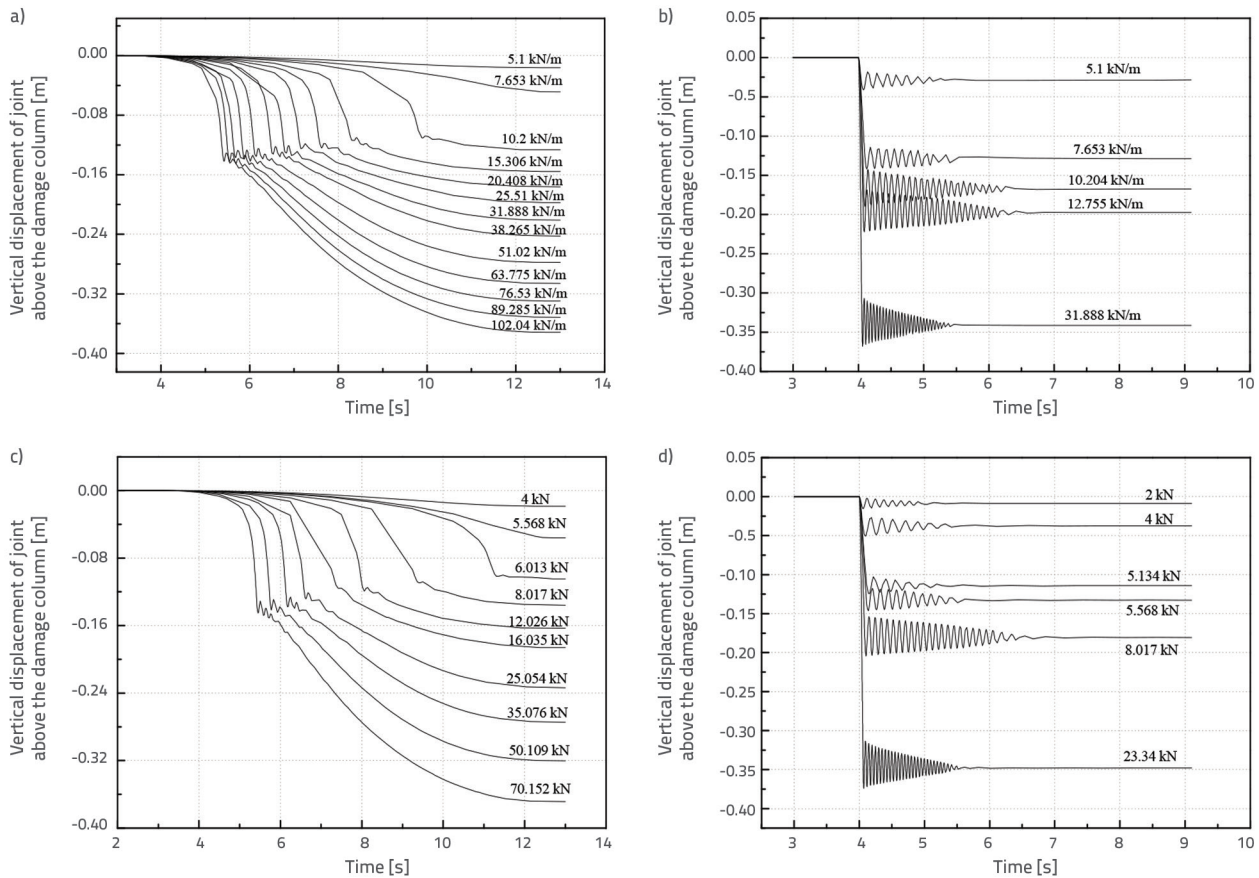 a)
Vertical displacement of joint
above the damage column [m]
0.00
-0.08
-0.16
-0.24
-0.32
-0.40
5.1 kN/m
7.653 kN/m
10.2 kN/m
15.306 kN/m
20.408 kN/m
25.51 kN/m
31.888 kN/m
38.265 kN/m
51.02 kN/m
63.775 kN/m
76.53 kN/m
89.285 kN/m
102.04 kN/m
4 6 8 10 12 14
Time [s]
b)
Vertical displacement of joint
above the damage column [m]
0.05
0.00
-0.5
-0.10
-0.15
-0.20
-0.25
-0.30
-0.35
-0.40
5.1 kN/m
7.653 kN/m
10.204 kN/m
12.755 kN/m
31.888 kN/m
3 4 5 6 7 8 9 10
Time [s]
c)
Vertical displacement of joint
above the damage column [m]
0.00
-0.08
-0.16
-0.24
-0.32
-0.40
4 kN
5.568 kN
6.013 kN
8.017 kN
12.026 kN
16.035 kN
25.054 kN
35.076 kN
50.109 kN
70.152 kN
2 4 6 8 10 12 14
Time [s]
d)
Vertical displacement of joint
above the damage column [m]
0.05
0.00
-0.5
-0.10
-0.15
-0.20
-0.25
-0.30
-0.35
-0.40
2 kN
4 kN
5.134 kN
5.568 kN
8.017 kN
23.34 kN
3 4 5 6 7 8 9 10
Time [s]